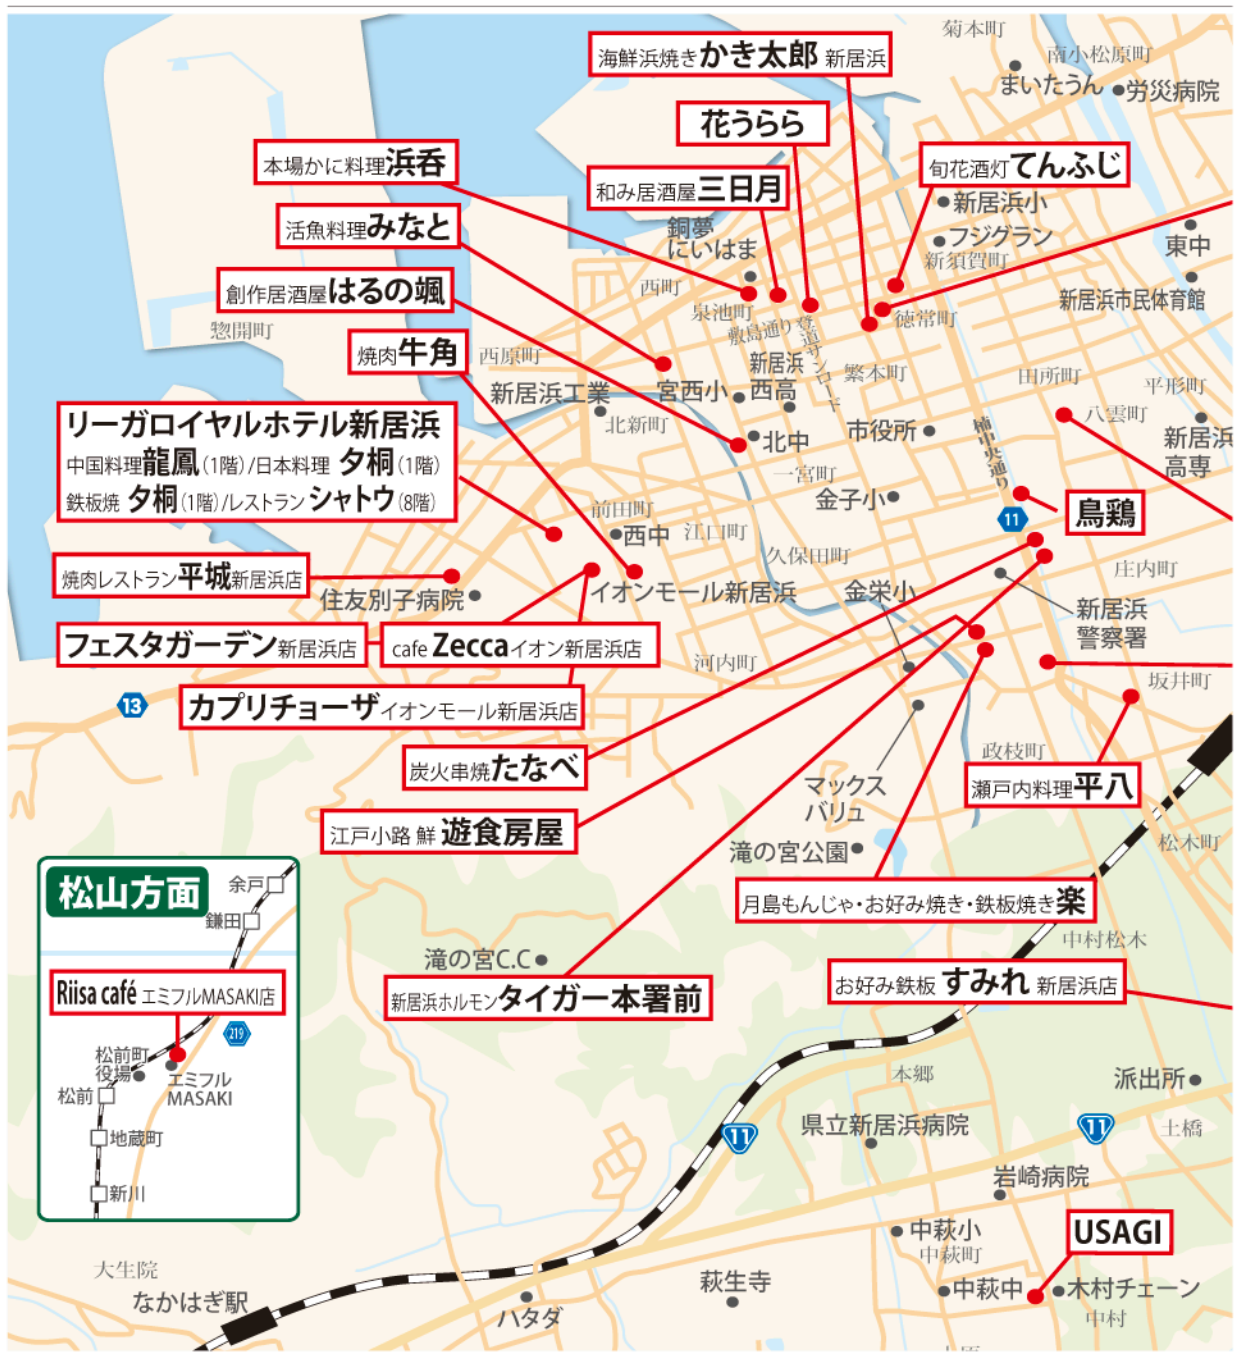 菊本町
南小松原町
まいたうん
労災病院
海鮮浜焼きかき太郎 新居浜
花うらら
本場かに料理浜呑
和み居酒屋三日月
旬花酒灯てんふじ
新居浜小
活魚料理みなと
銅夢
にいはま
フジグラン
東中
新須賀町
創作居酒屋はるの颯
西町
新居浜市民体育館
泉池町
徳常町
惣開町
敷島通り
登道サンロード
焼肉牛角
西原町
新居浜
西高
繁本町
田所町
平形町
新居浜工業
宮西小
八雲町
リーガロイヤルホテル新居浜
中国料理龍鳳(1階)/日本料理 夕桐(1階)
鉄板焼 夕桐(1階)/レストラン シャトウ(8階)
北新町
北中
市役所
楠中央通り
新居浜
高専
一宮町
金子小
前田町
西中
江口町
11
鳥鶏
久保田町
庄内町
焼肉レストラン平城新居浜店
住友別子病院
イオンモール新居浜
金栄小
新居浜
警察署
フェスタガーデン新居浜店
cafe Zeccaイオン新居浜店
河内町
坂井町
13
カプリチョーザイオンモール新居浜店
炭火串焼たなべ
政枝町
マックス
バリュ
瀬戸内料理平八
江戸小路 鮮 遊食房屋
滝の宮公園
松木町
月島もんじゃ・お好み焼き・鉄板焼き楽
中村松木
滝の宮C.C
新居浜ホルモンタイガー本署前
お好み鉄板 すみれ 新居浜店
松山方面
余戸
鎌田
Riisa café エミフルMASAKI店
219
松前町
役場
エミフル
MASAKI
松前
地蔵町
新川
本郷
派出所
県立新居浜病院
11
11
土橋
岩崎病院
中萩小
中萩町
USAGI
大生院
なかはぎ駅
萩生寺
中萩中
木村チェーン
ハタダ
中村